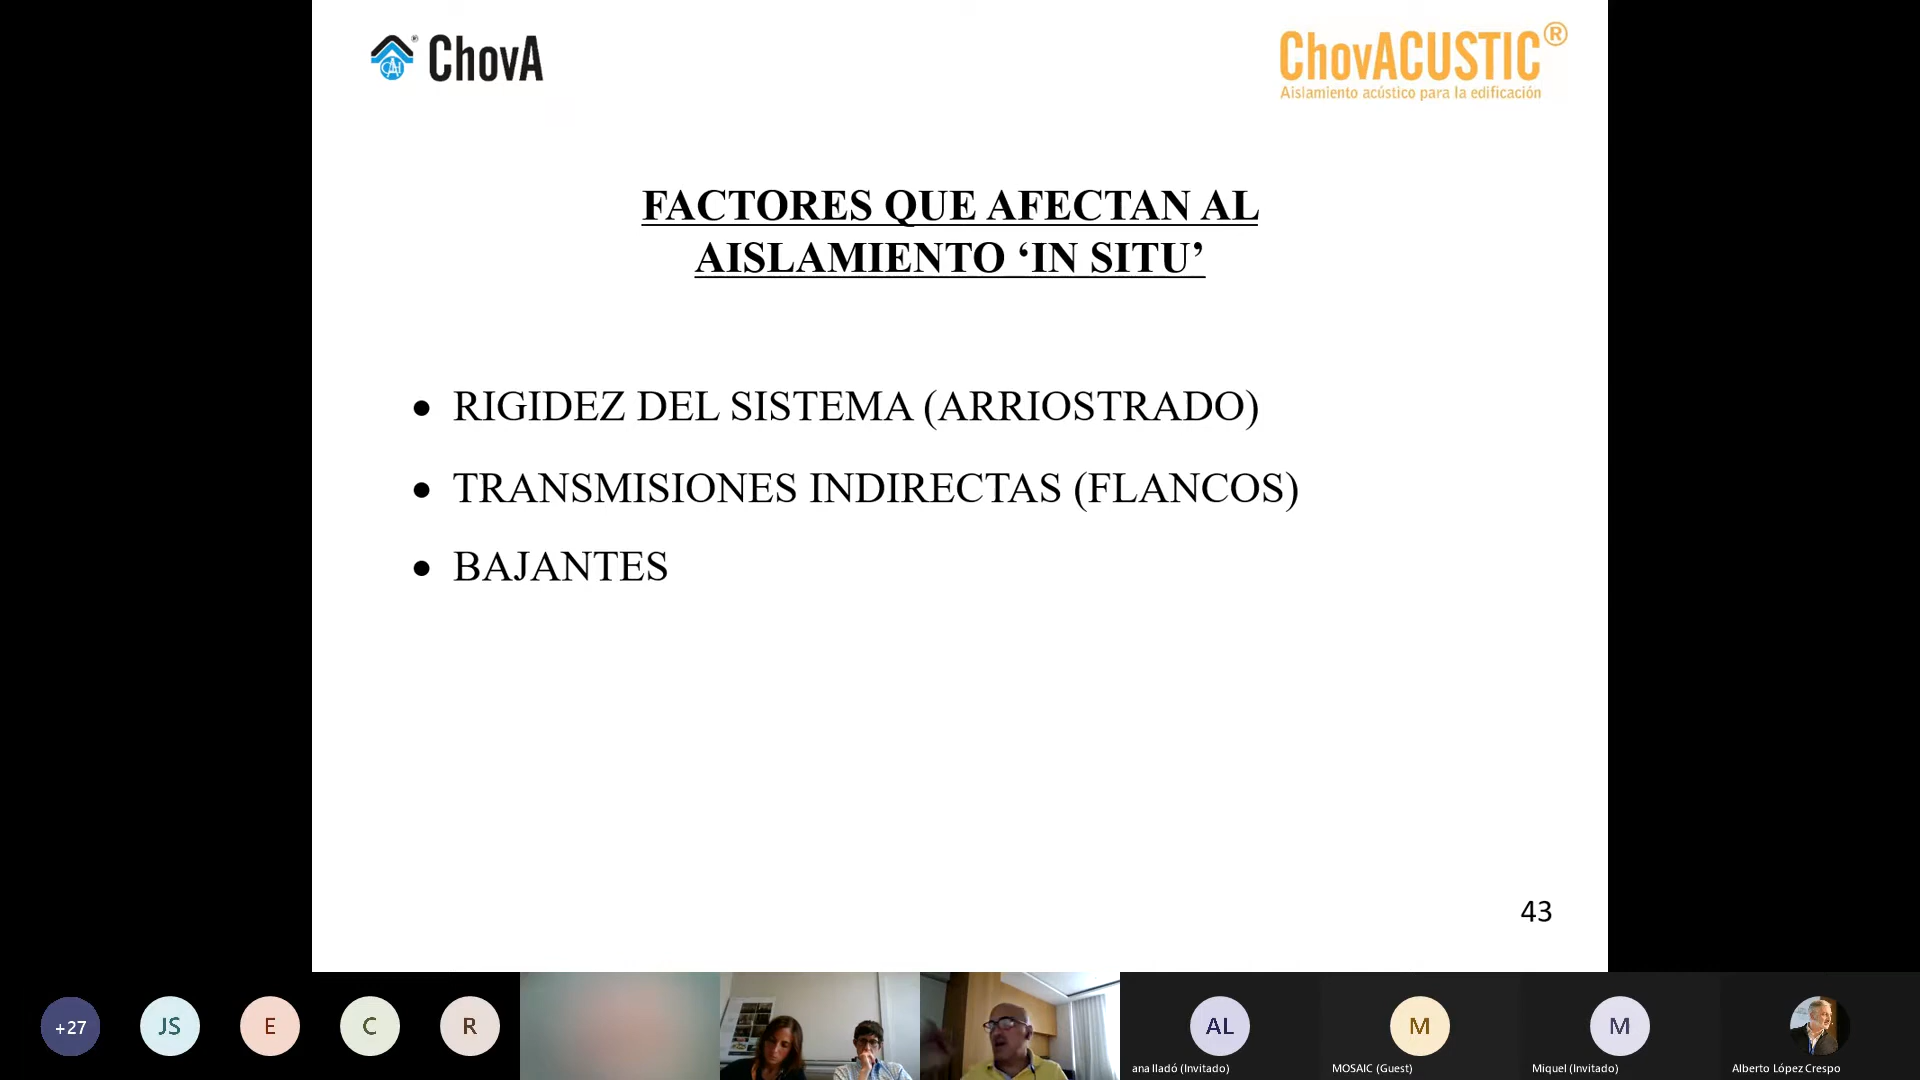 ChovA
ChovACUSTIC®
Aislamiento acústico para la edificación
FACTORES QUE AFECTAN AL
AISLAMIENTO ‘IN SITU’
• RIGIDEZ DEL SISTEMA (ARRIOSTRADO)
• TRANSMISIONES INDIRECTAS (FLANCOS)
• BAJANTES
43
+27
JS
E
C
R
AL
M
M
ana lladó (Invitado)
MOSAIC (Guest)
Miquel (Invitado)
Alberto López Crespo